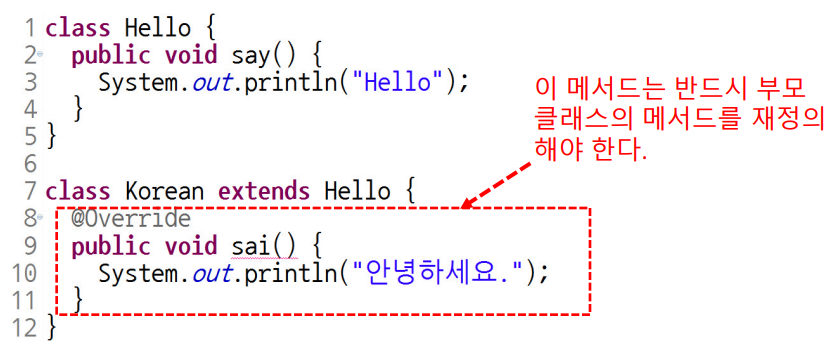 1 class Hello {
2 public void say() {
3 System.out.println("Hello");
4 }
5 }
6
7 class Korean extends Hello {
8 @Override
9 public void sai() {
10 System.out.println("안녕하세요.");
11 }
12 }
이 메서드는 반드시 부모
클래스의 메서드를 재정의
해야 한다.